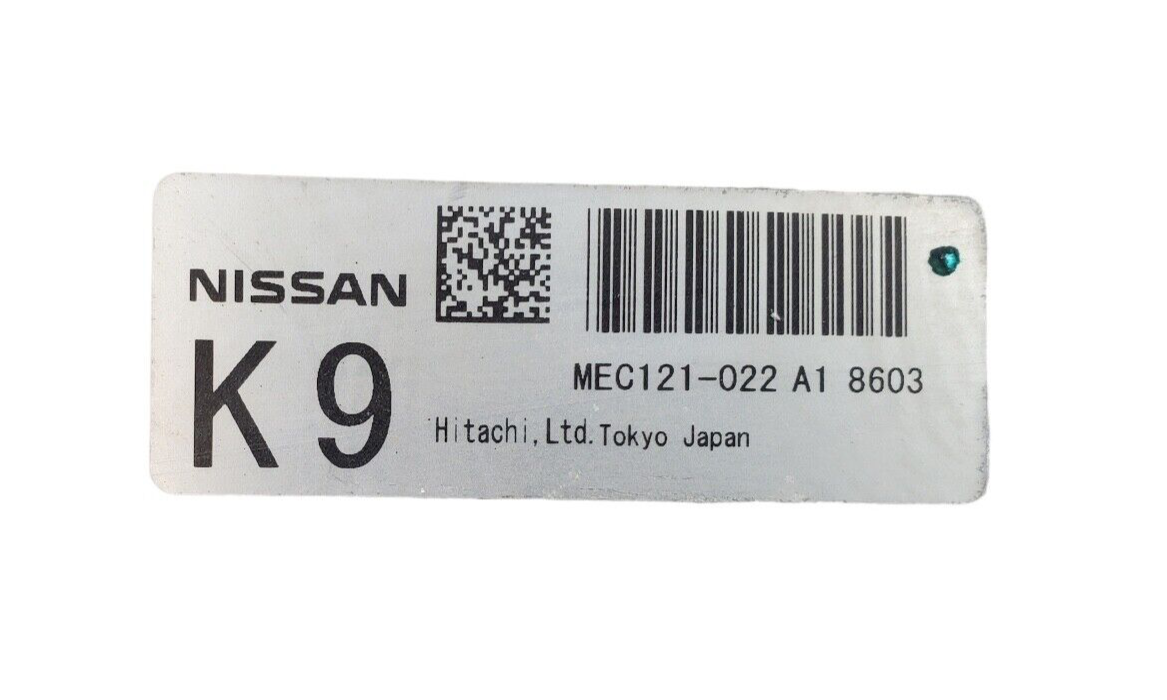 NISSAN
K9
MEC121-022 A1 8603
Hitachi,Ltd. Tokyo Japan